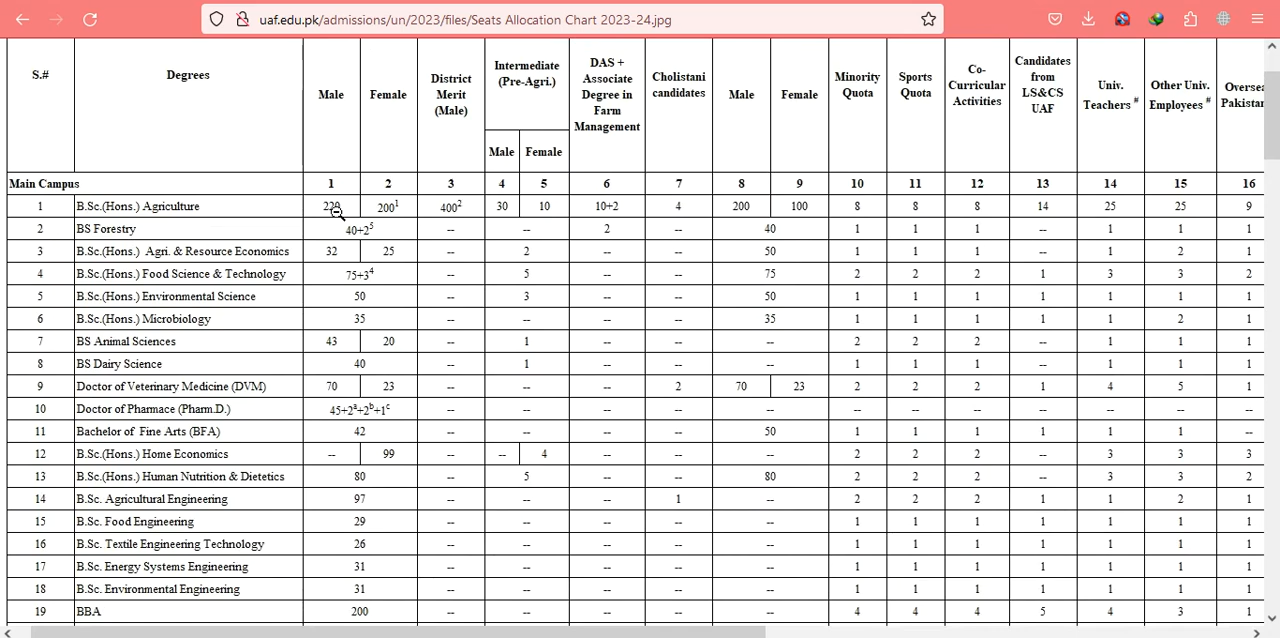 uaf.edu.pk/admissions/un/2023/files/Seats Allocation Chart 2023-24.jpg
S.# Degrees Male Female District Merit (Male) Intermediate (Pre-Agri.) Male Female DAS + Associate Degree in Farm Management Cholistani candidates Male Female Minority Quota Sports Quota Co-Curricular Activities Candidates from LS&CS UAF Univ. Teachers # Other Univ. Employees #
Main Campus 1 2 3 4 5 6 7 8 9 10 11 12 13 14 15 16
1 B.Sc.(Hons.) Agriculture 200¹ 400² 30 10 10+2 4 200 100 8 8 8 14 25 25 9
2 BS Forestry 40+2⁵ -- -- 2 -- 40 1 1 1 -- 1 1 1
3 B.Sc.(Hons.) Agri. & Resource Economics 32 25 -- 2 -- -- 50 1 1 1 1 1 2 1
4 B.Sc.(Hons.) Food Science & Technology 75+3⁴ -- 5 -- -- 75 2 2 2 1 3 3 2
5 B.Sc.(Hons.) Environmental Science 50 -- 3 -- -- 50 1 1 1 1 1 1 1
6 B.Sc.(Hons.) Microbiology 35 -- -- -- -- 35 1 1 1 1 1 2 1
7 BS Animal Sciences 43 20 -- 1 -- -- -- -- 2 2 2 -- 1 1 1
8 BS Dairy Science 40 -- 1 -- -- -- -- 1 1 1 -- 1 1 1
9 Doctor of Veterinary Medicine (DVM) 70 23 -- -- -- 2 70 23 2 2 2 1 4 5 1
10 Doctor of Pharmace (Pharm.D.) 45+2ᵃ+2ᵇ+1ᶜ -- -- -- -- -- -- -- -- -- -- -- -- --
11 Bachelor of Fine Arts (BFA) 42 -- -- -- -- 50 1 1 1 1 1 1 --
12 B.Sc.(Hons.) Home Economics -- 99 -- -- 4 -- -- -- -- 2 2 2 -- 3 3 3
13 B.Sc.(Hons.) Human Nutrition & Dietetics 80 -- 5 -- -- 80 2 2 2 -- 3 3 2
14 B.Sc. Agricultural Engineering 97 -- -- -- 1 -- -- 2 2 2 1 1 2 1
15 B.Sc. Food Engineering 29 -- -- -- -- -- -- 1 1 1 1 1 1 1
16 B.Sc. Textile Engineering Technology 26 -- -- -- -- -- -- 1 1 1 1 1 1 1
17 B.Sc. Energy Systems Engineering 31 -- -- -- -- -- -- 1 1 1 1 1 1 1
18 B.Sc. Environmental Engineering 31 -- -- -- -- -- -- 1 1 1 1 1 1 1
19 BBA 200 -- -- -- -- -- -- 4 4 4 5 4 3 1